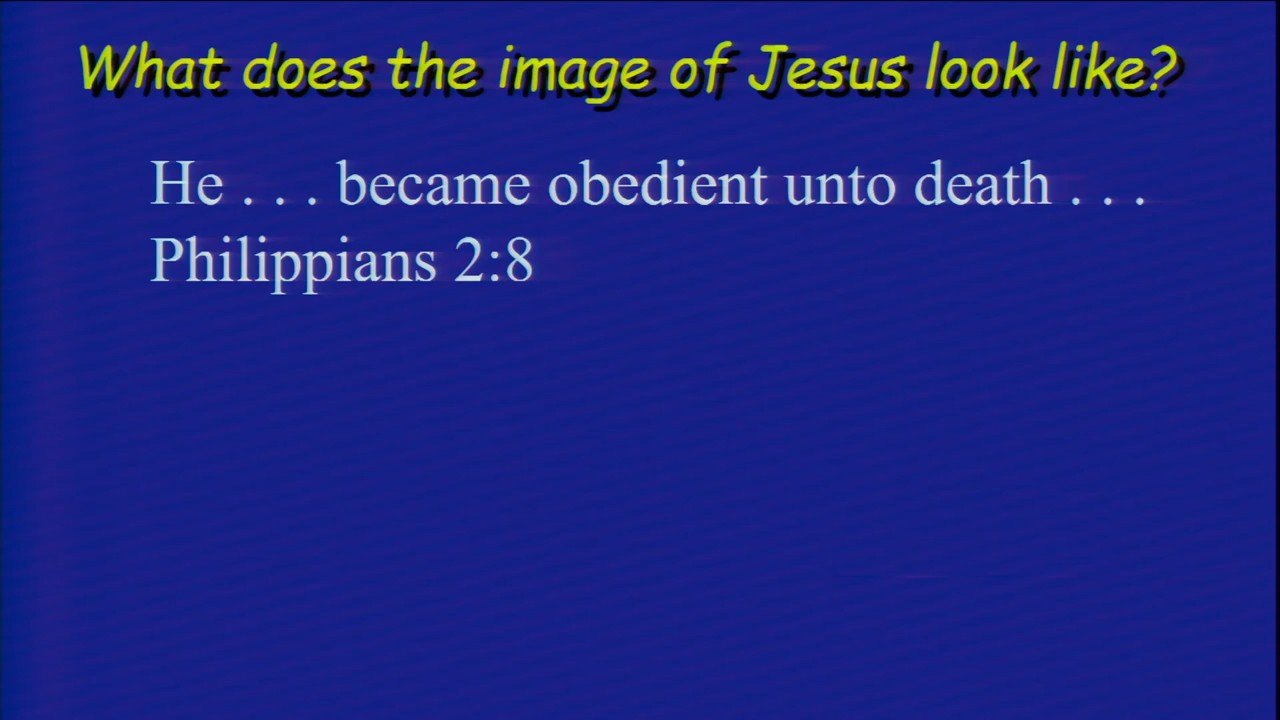 What does the image of Jesus look like?
He . . . became obedient unto death . . .
Philippians 2:8